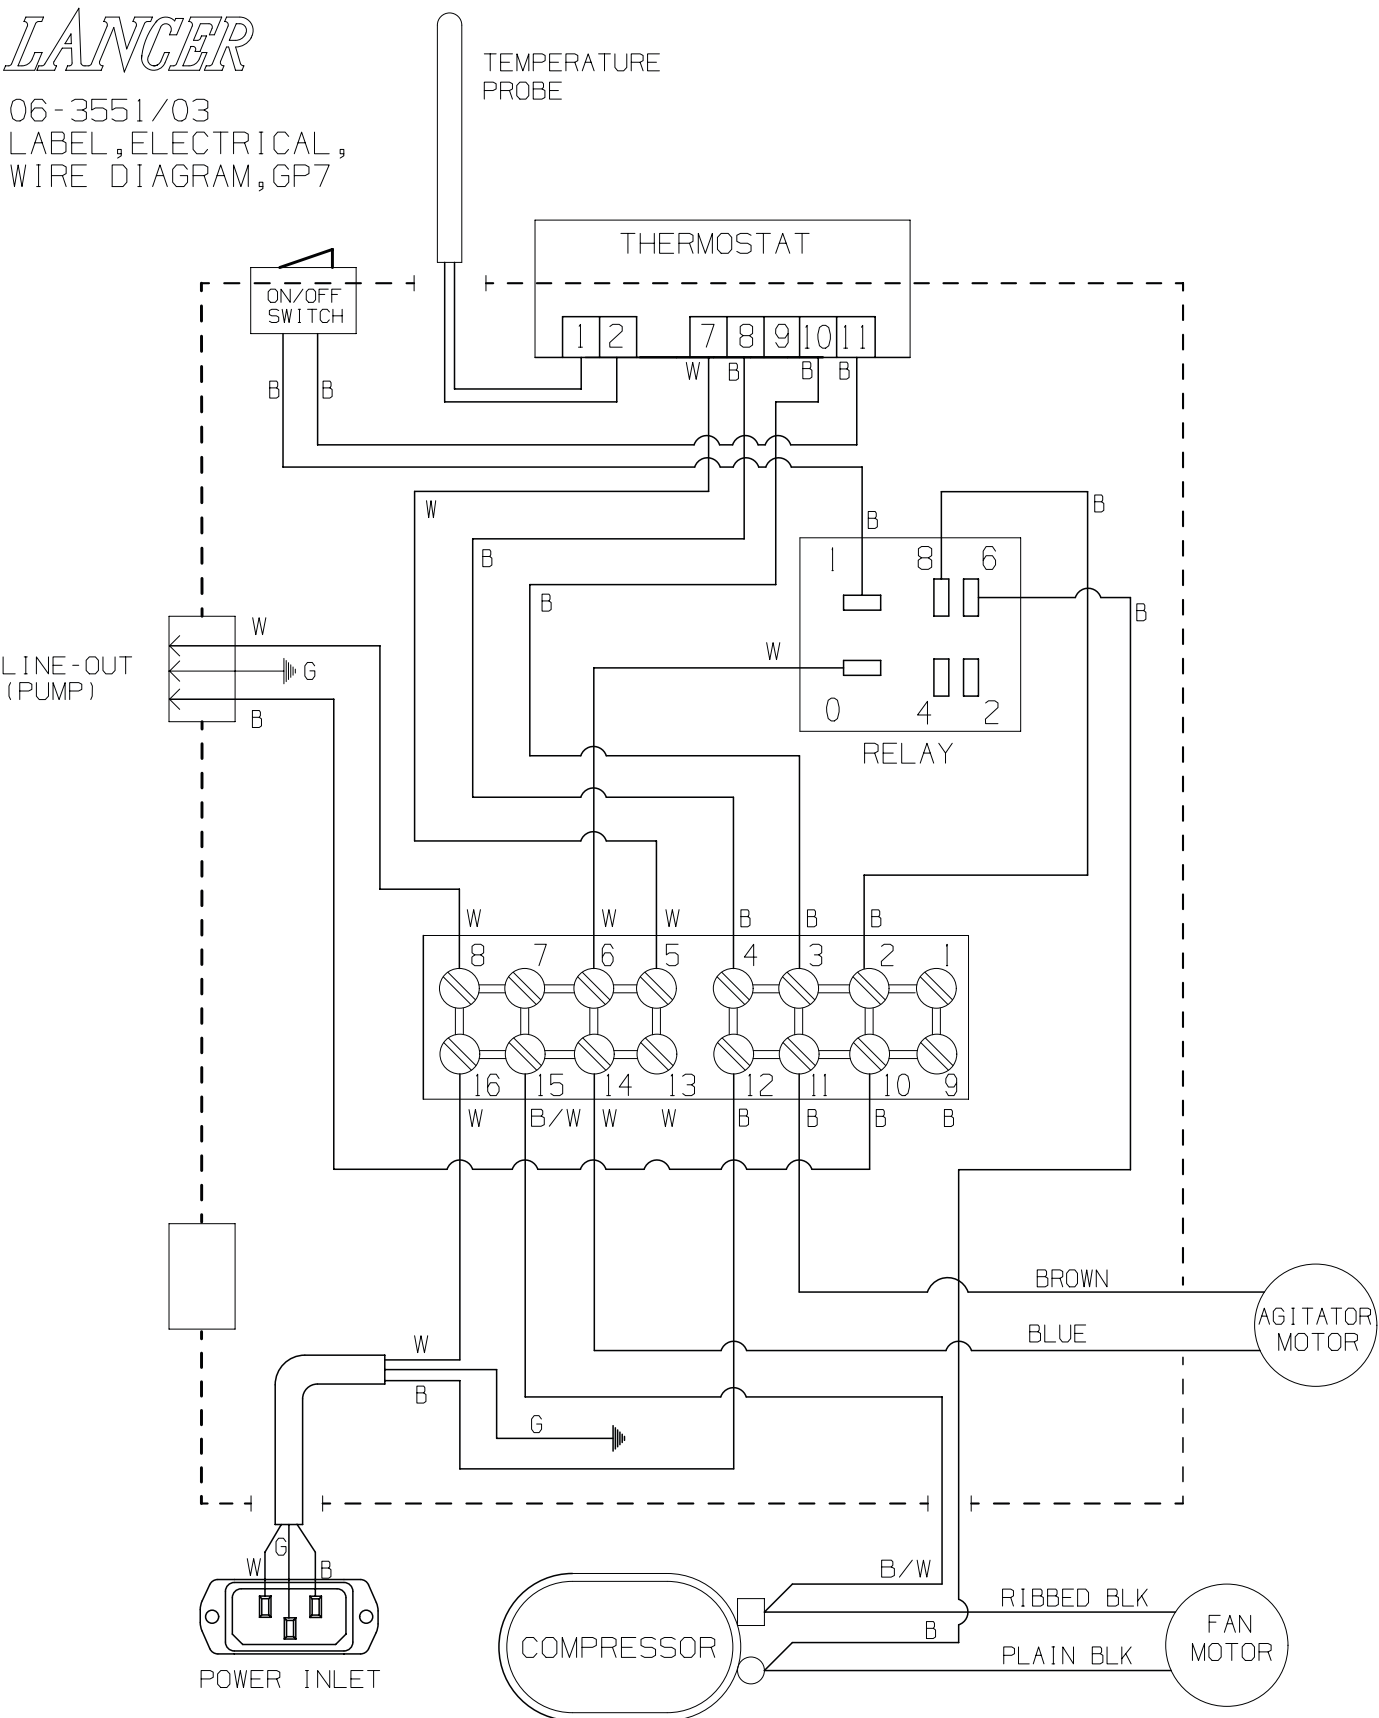 LANCER
06-3551/03
LABEL,ELECTRICAL,
WIRE DIAGRAM,GP7
TEMPERATURE
PROBE
THERMOSTAT
ON/OFF
SWITCH
1 2 7 8 9 10 11
W B B B
B B
W
B
B
B
B
B
1 8 6
0 4 2
RELAY
W
LINE-OUT
(PUMP)
W
G
B
W W W B B B
8 7 6 5 4 3 2 1
16 15 14 13 12 11 10 9
W B/W W W B B B B
BROWN
BLUE
AGITATOR
MOTOR
W
B
G
W G B
POWER INLET
COMPRESSOR
B/W
B
RIBBED BLK
PLAIN BLK
FAN
MOTOR